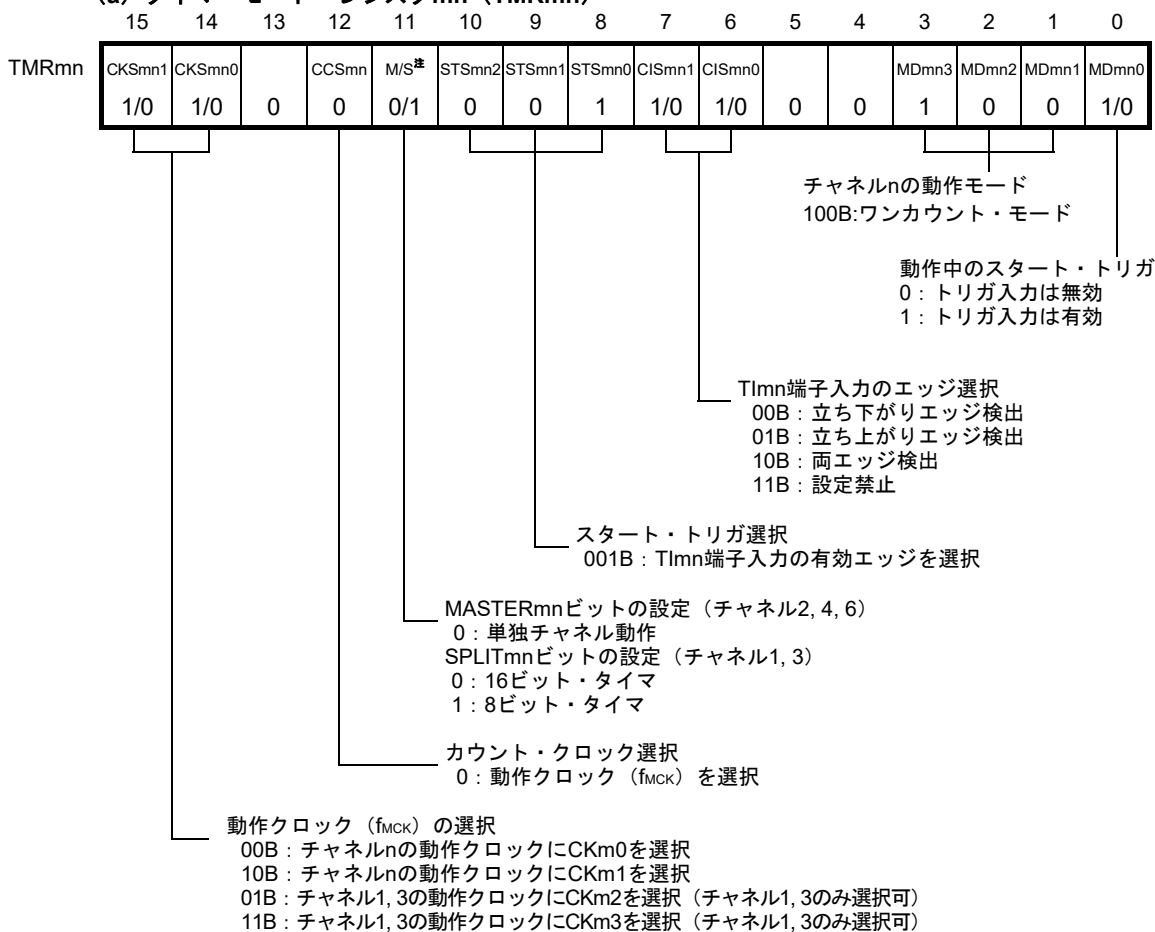 (a) タイマ・モード・レジスタmn（TMRmn）
15 14 13 12 11 10 9 8 7 6 5 4 3 2 1 0
TMRmn CKSmn1 CKSmn0 CCSmn M/S注 STSmn2 STSmn1 STSmn0 CISmn1 CISmn0 MDmn3 MDmn2 MDmn1 MDmn0
1/0 1/0 0 0 0/1 0 0 1 1/0 1/0 0 0 1 0 0 1/0
チャネルnの動作モード
100B:ワンカウント・モード
動作中のスタート・トリガ
0：トリガ入力は無効
1：トリガ入力は有効
TImn端子入力のエッジ選択
00B：立ち下がりエッジ検出
01B：立ち上がりエッジ検出
10B：両エッジ検出
11B：設定禁止
スタート・トリガ選択
001B：TImn端子入力の有効エッジを選択
MASTERmnビットの設定（チャネル2, 4, 6）
0：単独チャネル動作
SPLITmnビットの設定（チャネル1, 3）
0：16ビット・タイマ
1：8ビット・タイマ
カウント・クロック選択
0：動作クロック（fMCK）を選択
動作クロック（fMCK）の選択
00B：チャネルnの動作クロックにCKm0を選択
10B：チャネルnの動作クロックにCKm1を選択
01B：チャネル1, 3の動作クロックにCKm2を選択（チャネル1, 3のみ選択可）
11B：チャネル1, 3の動作クロックにCKm3を選択（チャネル1, 3のみ選択可）